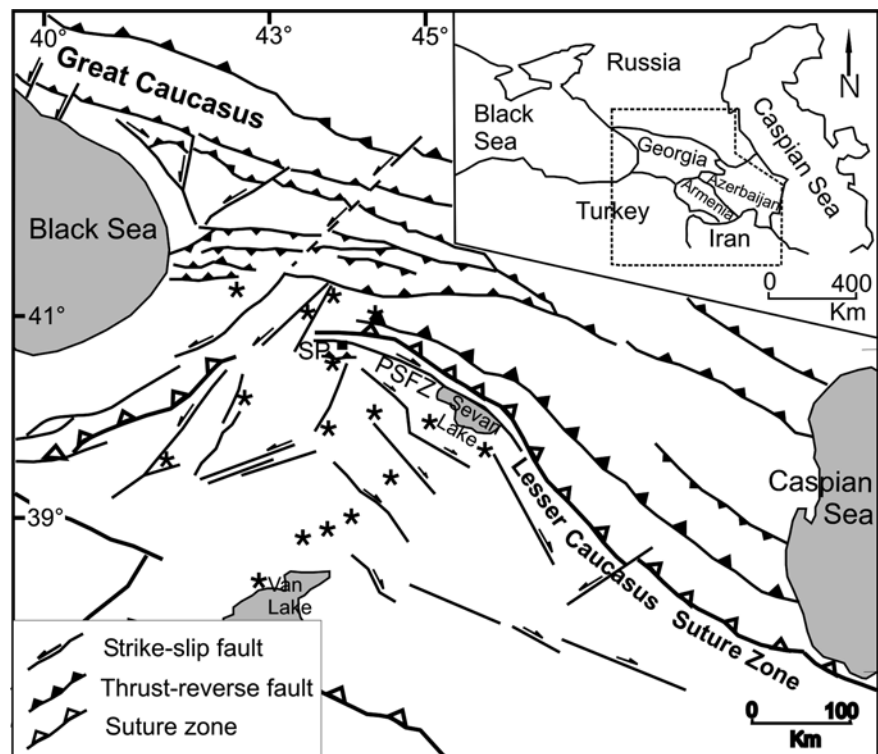 40°
43°
45°
Great Caucasus
Black Sea
41°
39°
SP
PSFZ
Sevan
Lake
Lesser Caucasus Suture Zone
Caspian
Sea
Van
Lake
Russia
N
Black
Sea
Caspian Sea
Georgia
Azerbaijan
Armenia
Turkey
Iran
0 400
Km
Strike-slip fault
Thrust-reverse fault
Suture zone
0 100
Km